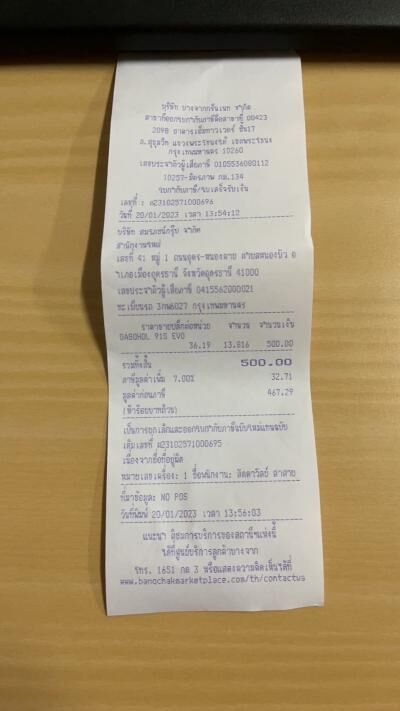 บริษัท บางจากกรีนเนท จำกัด
สาขาที่ออกใบกำกับภาษีคือสาขาที่ 00423
2098 อาคารเอ็มทาวเวอร์ ชั้น17
ถ.สุขุมวิท แขวงพระโขนงใต้ เขตพระโขนง
กรุงเทพมหานคร 10260
เลขประจำตัวผู้เสียภาษี 0105536080112
10257-มิตรภาพ กม.134
ใบกำกับภาษี/ใบเสร็จรับเงิน
เลขที่ : A23102571000696
วันที่ 20/01/2023 เวลา 13:54:12
บริษัท จำกัด
สำนักงานใหญ่
เลขที่ 41 หมู่ 1 ถนนอุดร-หนองคาย สายหนองบัว อ
ำเภอเมืองอุดรธานี จังหวัดอุดรธานี 41000
เลขประจำตัวผู้เสียภาษี 0415562000021
ทะเบียนรถ 3กษ6027 กรุงเทพมหานคร
ราคาขายปลีกต่อหน่วย จำนวน จำนวนเงิน
GASOHOL 91S EVO
36.19 13.816 500.00
รวมทั้งสิ้น 500.00
ภาษีมูลค่าเพิ่ม 7.00% 32.71
มูลค่าก่อนภาษี 467.29
(ห้าร้อยบาทถ้วน)
เป็นการยกเลิกและออกใบกำกับภาษีฉบับใหม่แทนฉบับ
เดิมเลขที่ A23102571000695
เนื่องจากชื่อที่อยู่ผิด
หมายเลขเครื่อง: 1 ชื่อพนักงาน: ลัดดาวัลย์
ที่มาข้อมูล: NO POS
วันที่พิมพ์ 20/01/2023 เวลา 13:56:03
แนะนำ ติชมการบริการของสถานีฯแห่งนี้
ได้ที่ศูนย์บริการลูกค้าบางจาก
โทร. 1651 กด 3 หรือแสดงความคิดเห็นได้ที่
www.bangchakmarketplace.com/th/contactus